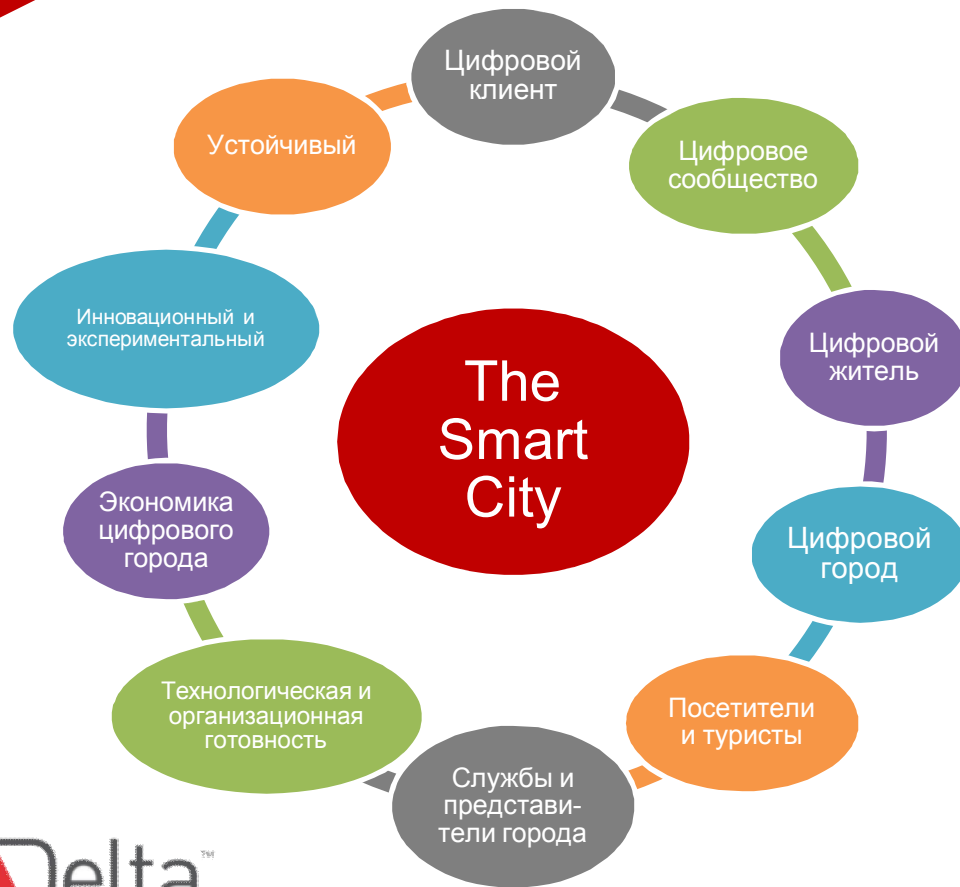 Цифровой
клиент
Цифровое
сообщество
Цифровой
житель
Цифровой
город
Посетители
и туристы
Службы и
представи-
тели города
Технологическая и
организационная
готовность
Экономика
цифрового
города
Инновационный и
экспериментальный
Устойчивый
The
Smart
City
Delta™